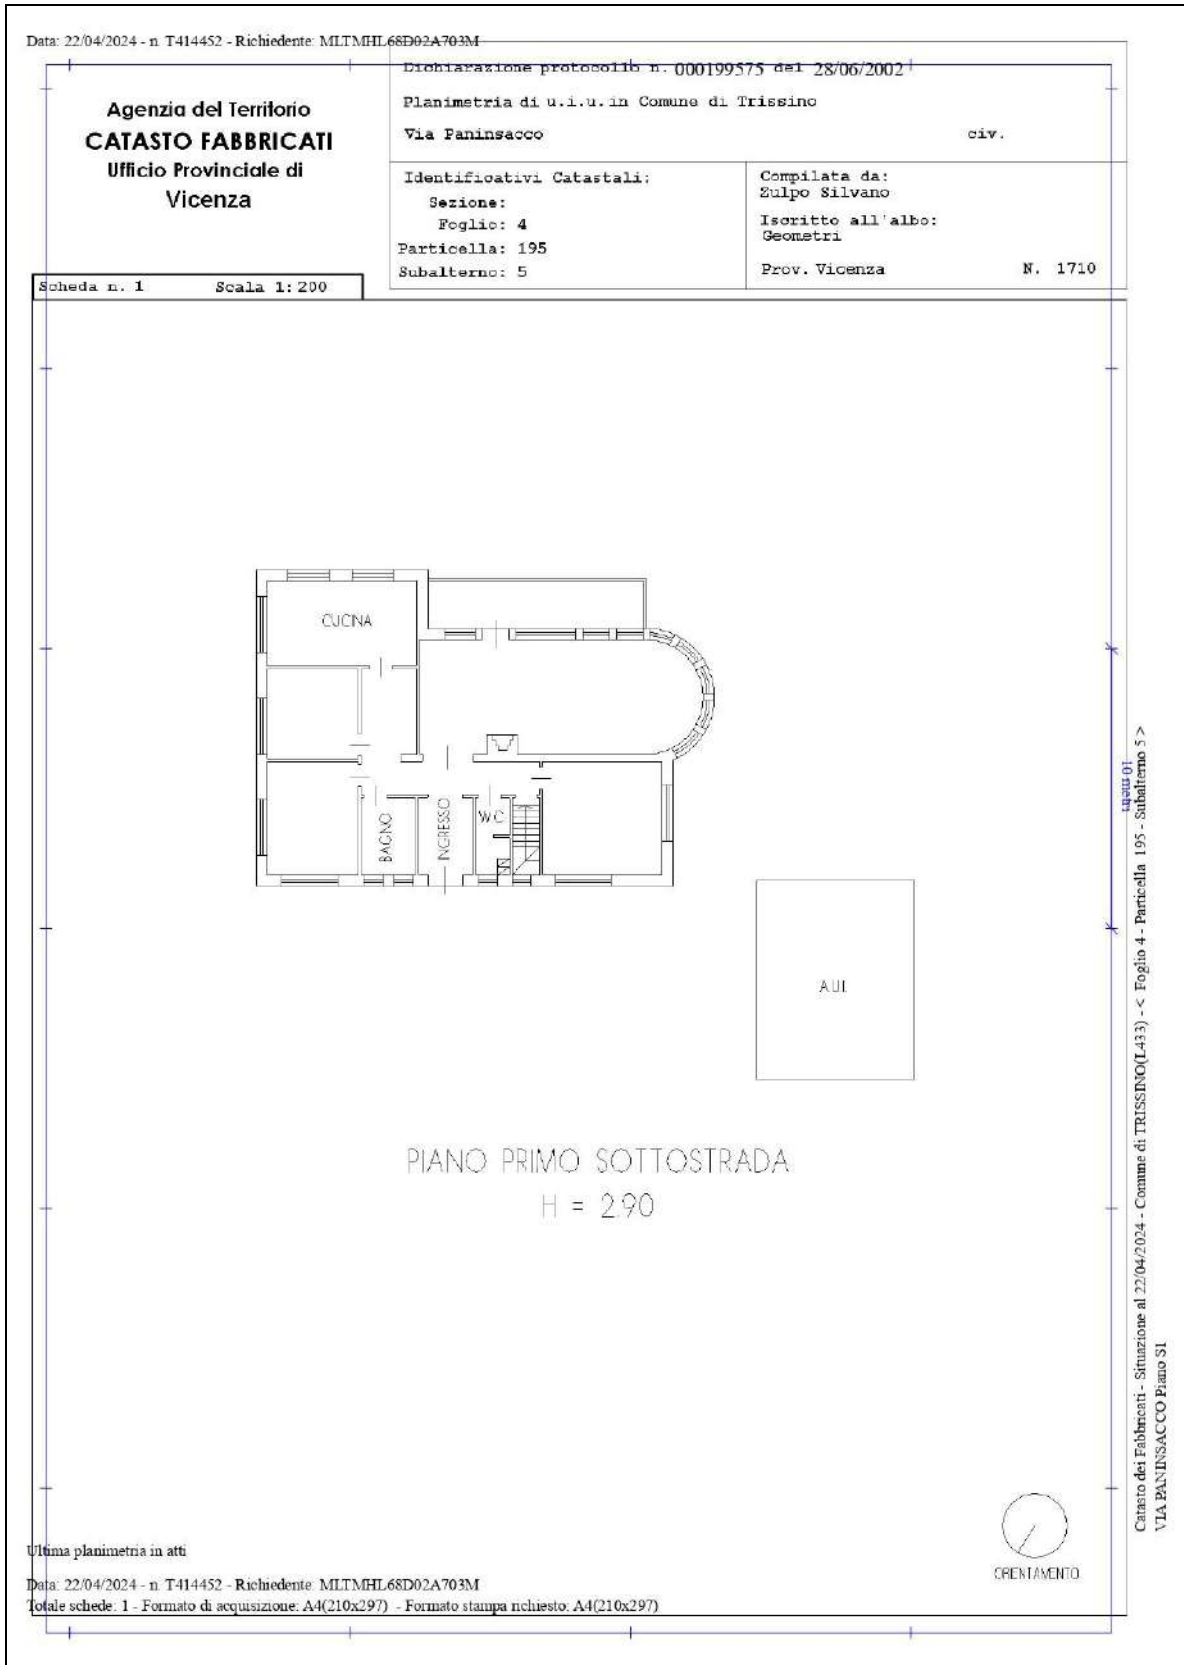 Data: 22/04/2024 - n. T414452 - Richiedente: MLTMHL68D02A703M
Agenzia del Territorio
CATASTO FABBRICATI
Ufficio Provinciale di
Vicenza
Dichiarazione protocollo n. 000199575 del 28/06/2002
Planimetria di u.i.u. in Comune di Trissino
Via Paninsacco civ.
Identificativi Catastali:
Sezione:
Foglio: 4
Particella: 195
Subalterno: 5
Compilata da:
Zulpo Silvano
Iscritto all'albo:
Geometri
Prov. Vicenza N. 1710
Scheda n. 1 Scala 1:200
CUCINA
BAGNO
INGRESSO
WC
A.U.I.
PIANO PRIMO SOTTOSTRADA
H = 2.90
10 metri
Catasto dei Fabbricati - Situazione al 22/04/2024 - Comune di TRISSINO(L433) - < Foglio 4 - Particella 195 - Subalterno 5 >
VIA PANINSACCO Piano S1
ORIENTAMENTO
Ultima planimetria in atti
Data: 22/04/2024 - n. T414452 - Richiedente: MLTMHL68D02A703M
Totale schede: 1 - Formato di acquisizione: A4(210x297) - Formato stampa richiesto: A4(210x297)